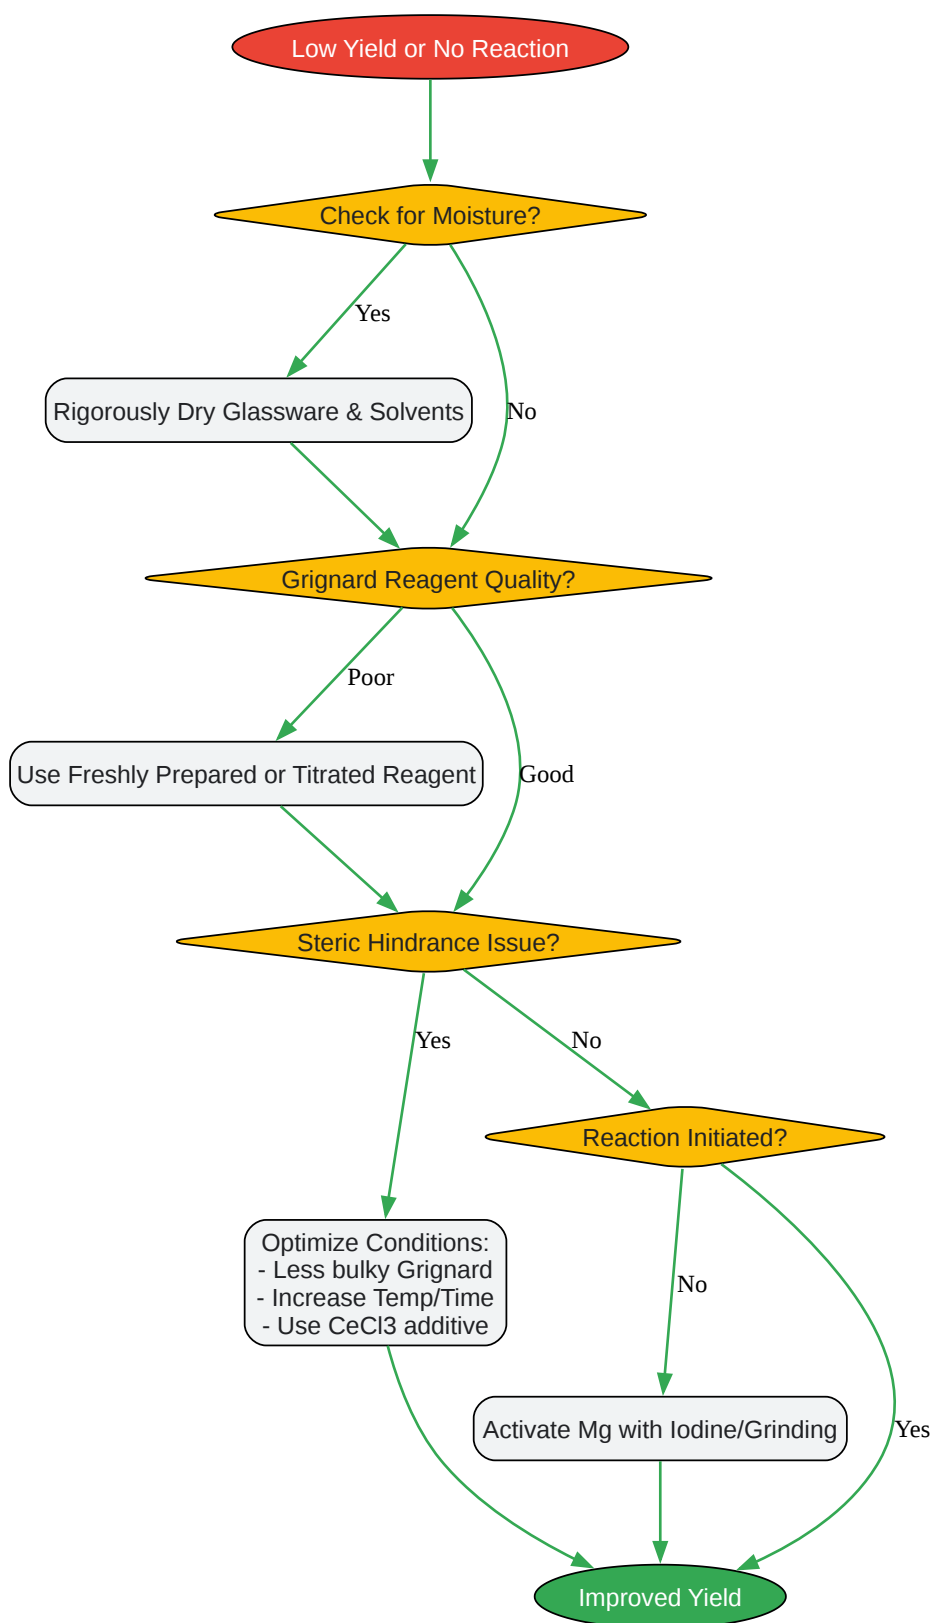 Low Yield or No Reaction
Check for Moisture?
Yes
Rigorously Dry Glassware & Solvents
No
Grignard Reagent Quality?
Poor
Use Freshly Prepared or Titrated Reagent
Good
Steric Hindrance Issue?
Yes
No
Reaction Initiated?
Optimize Conditions:
- Less bulky Grignard
- Increase Temp/Time
- Use CeCl3 additive
No
Activate Mg with Iodine/Grinding
Yes
Improved Yield